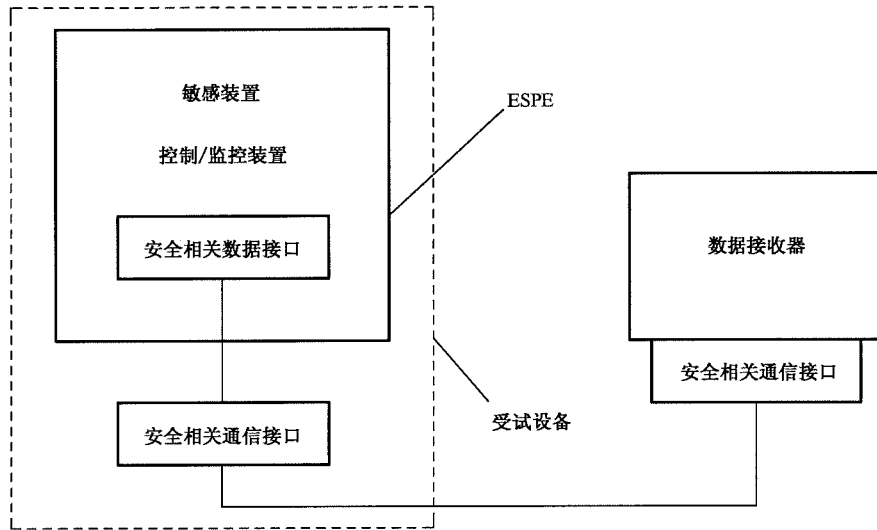 敏感装置
控制/监控装置
安全相关数据接口
安全相关通信接口
ESPE
受试设备
数据接收器
安全相关通信接口